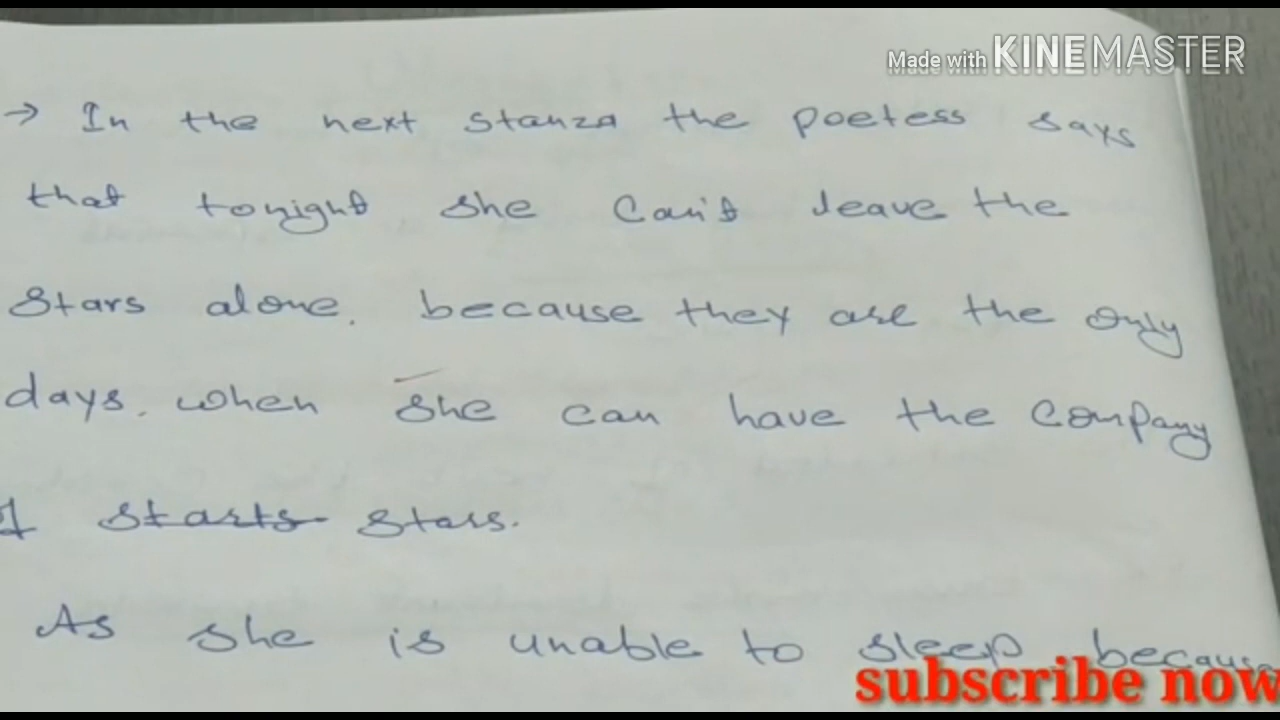 Made with KINEMASTER
→ In the next stanza the poetess says
that tonight she can't leave the
stars alone. because they are the only
days. when she can have the company
of starts stars.
As she is unable to sleep because
subscribe now